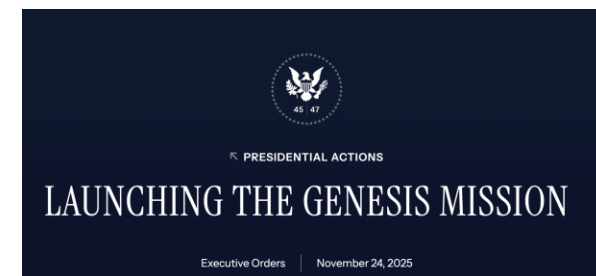 45 47
PRESIDENTIAL ACTIONS
LAUNCHING THE GENESIS MISSION
Executive Orders | November 24, 2025